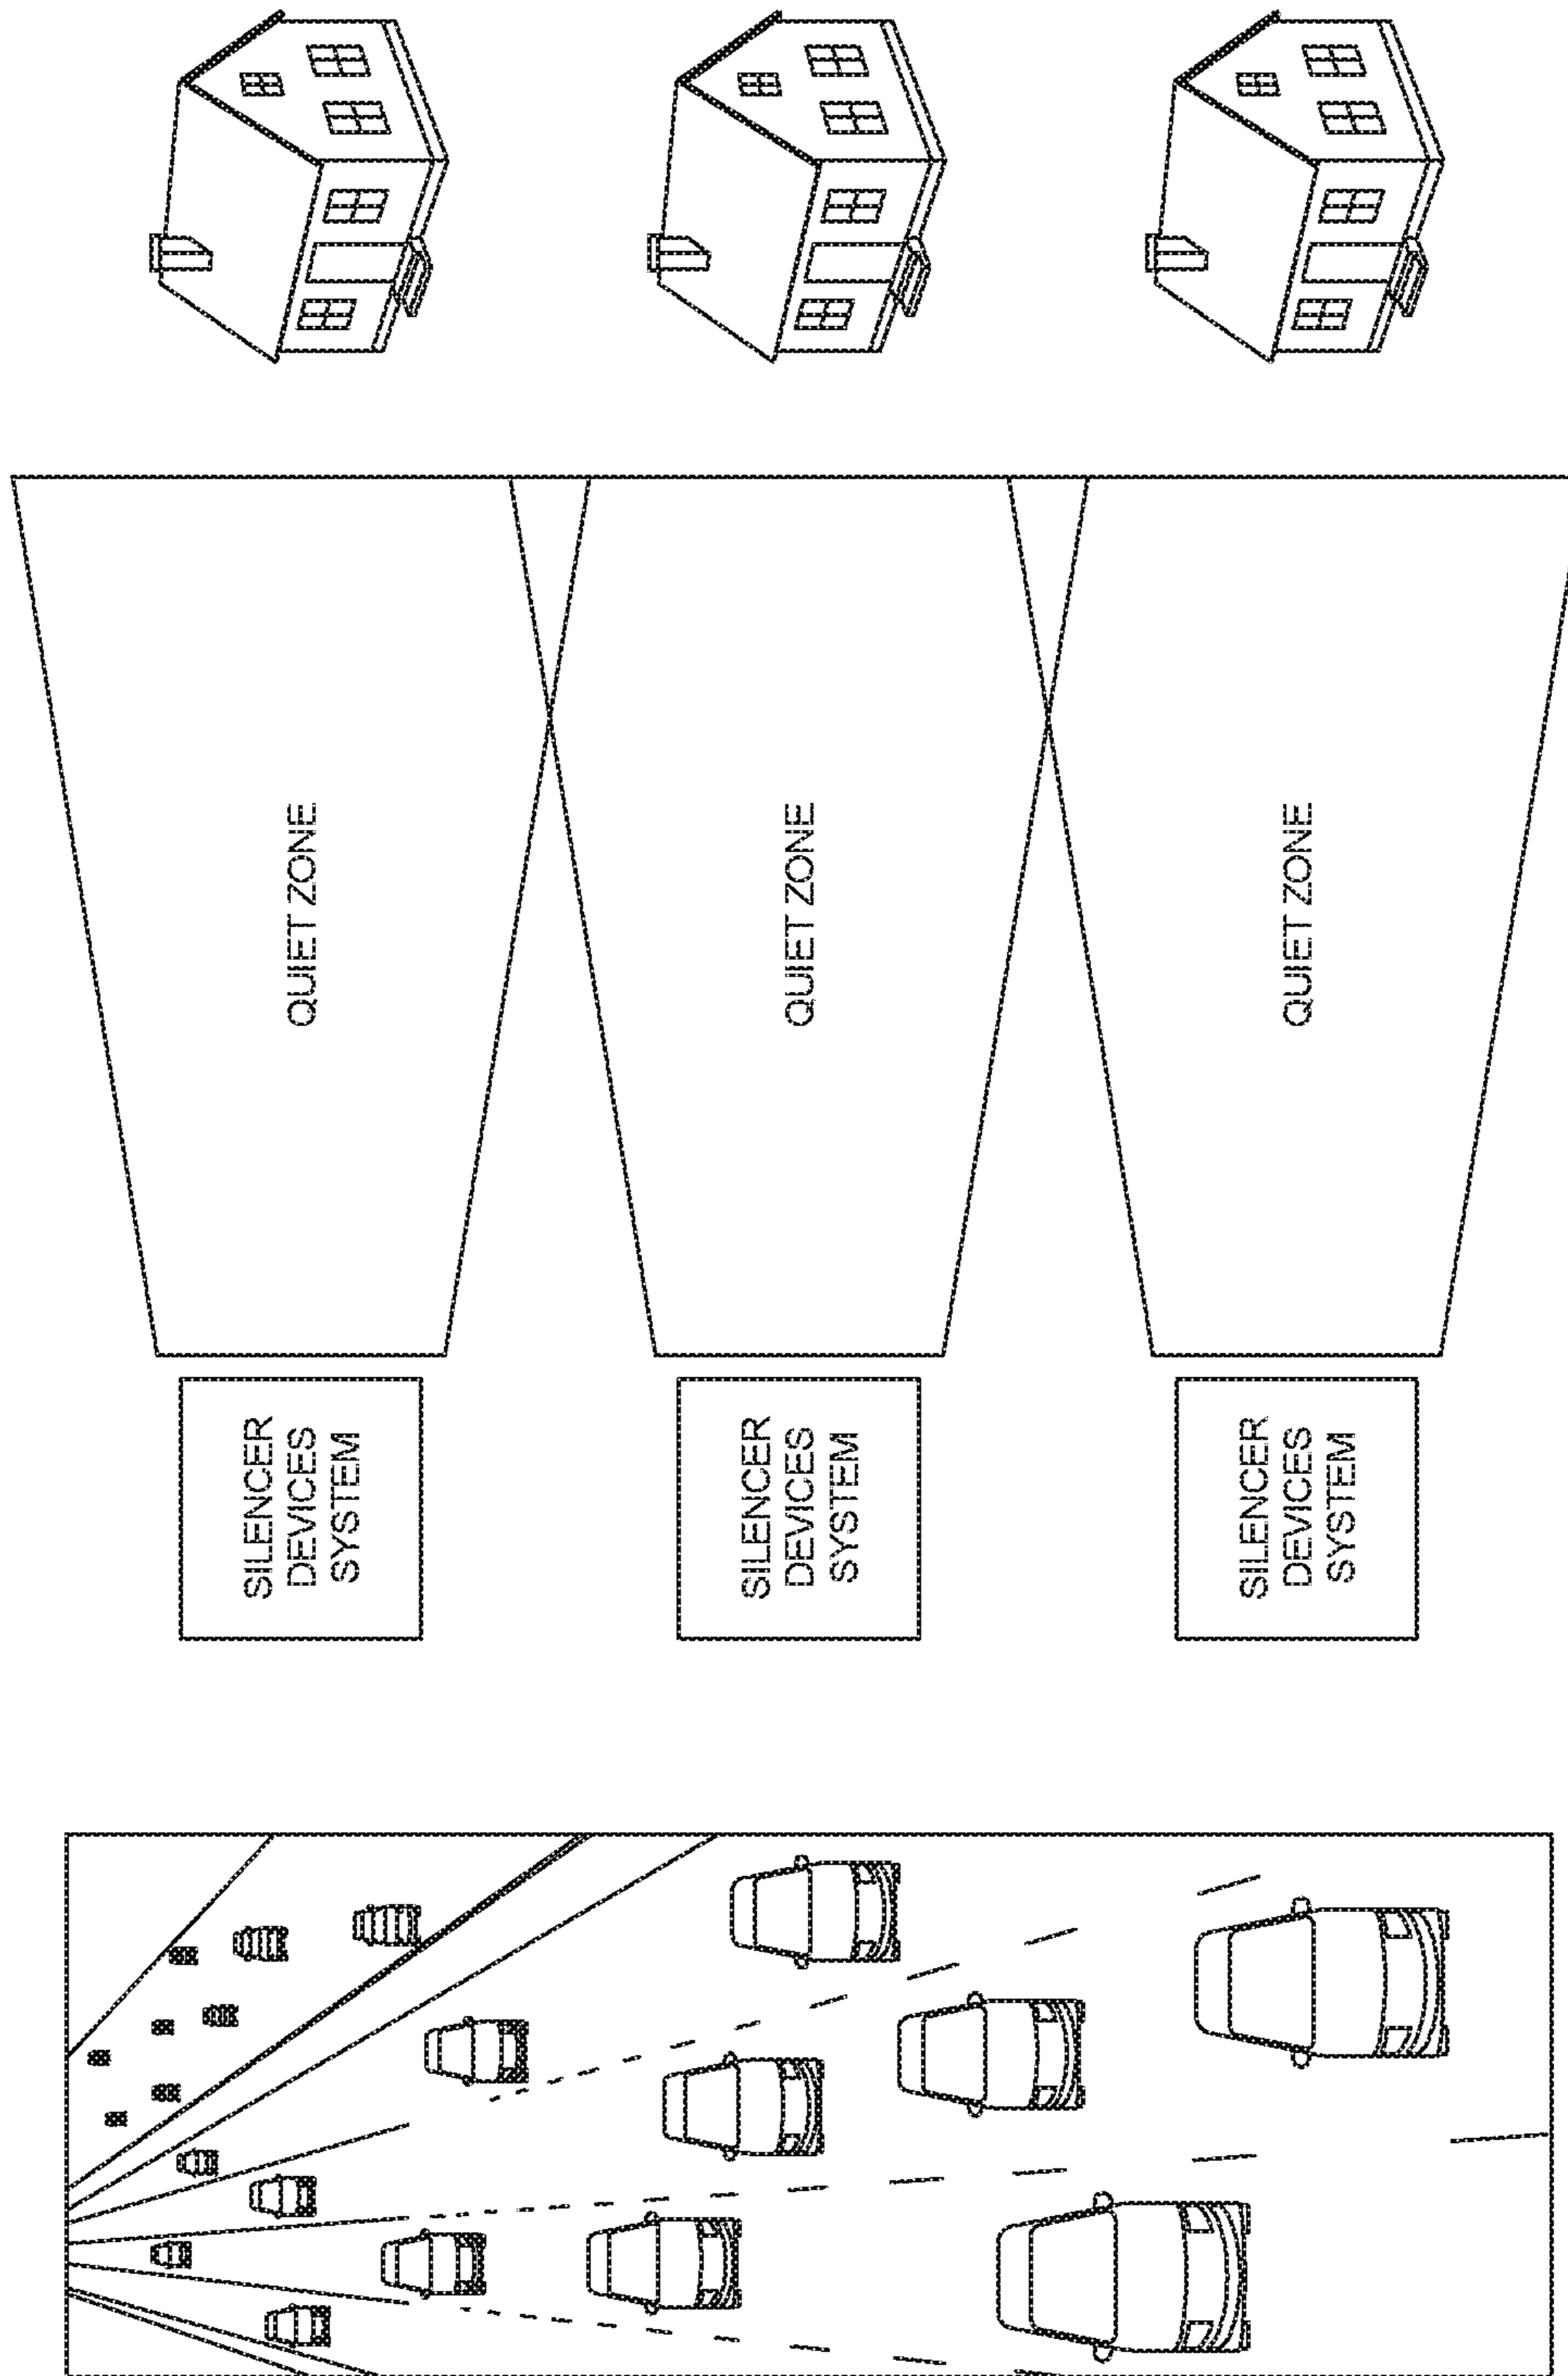 QUIET ZONE
QUIET ZONE
QUIET ZONE
SILENCER
DEVICES
SYSTEM
SILENCER
DEVICES
SYSTEM
SILENCER
DEVICES
SYSTEM